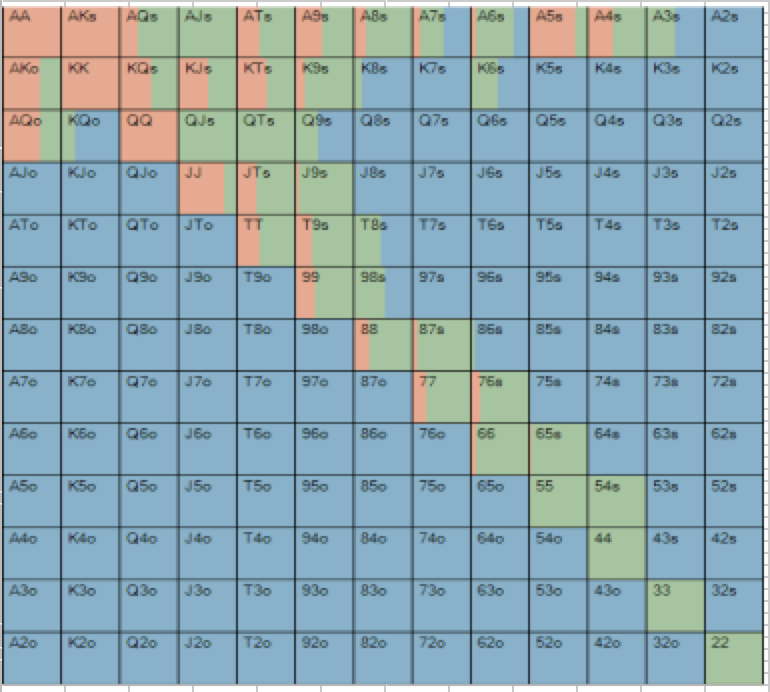 AA AKs AQs AJs ATs A9s A8s A7s A6s A5s A4s A3s A2s
AKo KK KQs KJs KTs K9s K8s K7s K6s K5s K4s K3s K2s
AQo KQo QQ QJs QTs Q9s Q8s Q7s Q6s Q5s Q4s Q3s Q2s
AJo KJo QJo JJ JTs J9s J8s J7s J6s J5s J4s J3s J2s
ATo KTo QTo JTo TT T9s T8s T7s T6s T5s T4s T3s T2s
A9o K9o Q9o J9o T9o 99 98s 97s 96s 95s 94s 93s 92s
A8o K8o Q8o J8o T8o 98o 88 87s 86s 85s 84s 83s 82s
A7o K7o Q7o J7o T7o 97o 87o 77 76s 75s 74s 73s 72s
A6o K6o Q6o J6o T6o 96o 86o 76o 66 65s 64s 63s 62s
A5o K5o Q5o J5o T5o 95o 85o 75o 65o 55 54s 53s 52s
A4o K4o Q4o J4o T4o 94o 84o 74o 64o 54o 44 43s 42s
A3o K3o Q3o J3o T3o 93o 83o 73o 63o 53o 43o 33 32s
A2o K2o Q2o J2o T2o 92o 82o 72o 62o 52o 42o 32o 22